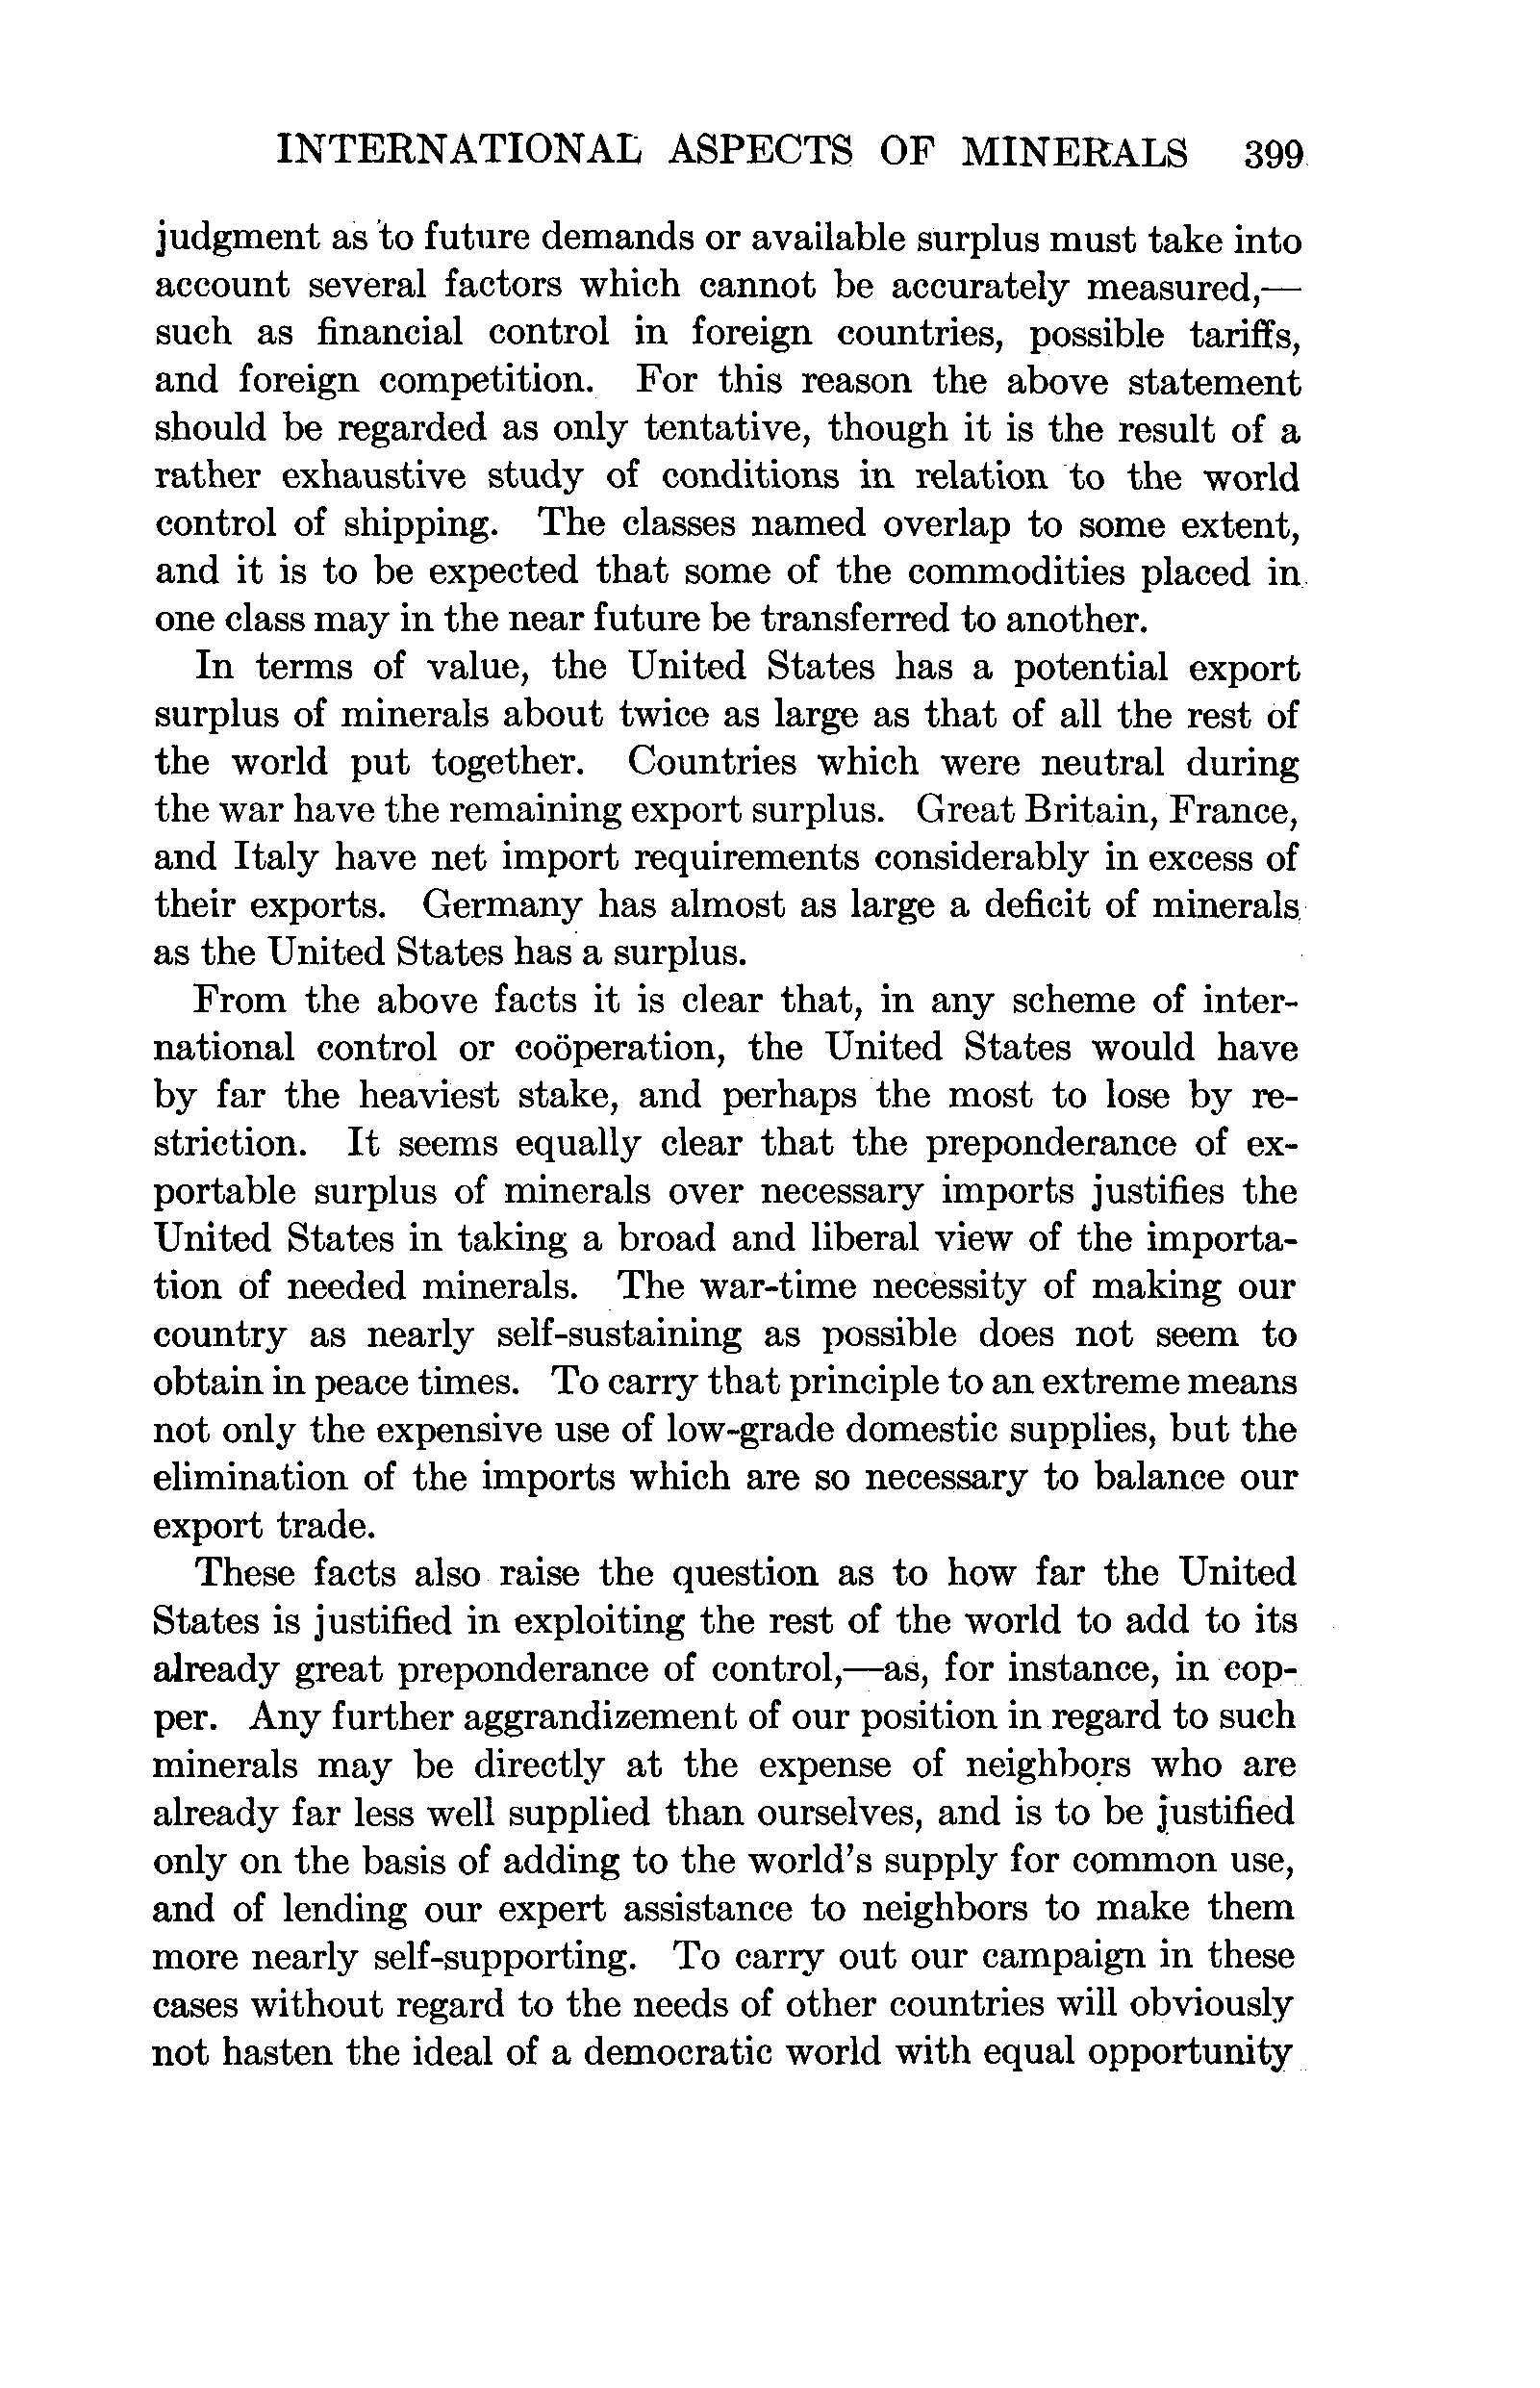 INTERNATIONAL ASPECTS OF MINERALS 399
judgment as to future demands or available surplus must take into
account several factors which cannot be accurately measured,—
such as financial control in foreign countries, possible tariffs,
and foreign competition. For this reason the above statement
should be regarded as only tentative, though it is the result of a
rather exhaustive study of conditions in relation to the world
control of shipping. The classes named overlap to some extent,
and it is to be expected that some of the commodities placed in
one class may in the near future be transferred to another.
In terms of value, the United States has a potential export
surplus of minerals about twice as large as that of all the rest of
the world put together. Countries which were neutral during
the war have the remaining export surplus. Great Britain, France,
and Italy have net import requirements considerably in excess of
their exports. Germany has almost as large a deficit of minerals
as the United States has a surplus.
From the above facts it is clear that, in any scheme of inter-
national control or coöperation, the United States would have
by far the heaviest stake, and perhaps the most to lose by re-
striction. It seems equally clear that the preponderance of ex-
portable surplus of minerals over necessary imports justifies the
United States in taking a broad and liberal view of the importa-
tion of needed minerals. The war-time necessity of making our
country as nearly self-sustaining as possible does not seem to
obtain in peace times. To carry that principle to an extreme means
not only the expensive use of low-grade domestic supplies, but the
elimination of the imports which are so necessary to balance our
export trade.
These facts also raise the question as to how far the United
States is justified in exploiting the rest of the world to add to its
already great preponderance of control,—as, for instance, in cop-
per. Any further aggrandizement of our position in regard to such
minerals may be directly at the expense of neighbors who are
already far less well supplied than ourselves, and is to be justified
only on the basis of adding to the world's supply for common use,
and of lending our expert assistance to neighbors to make them
more nearly self-supporting. To carry out our campaign in these
cases without regard to the needs of other countries will obviously
not hasten the ideal of a democratic world with equal opportunity